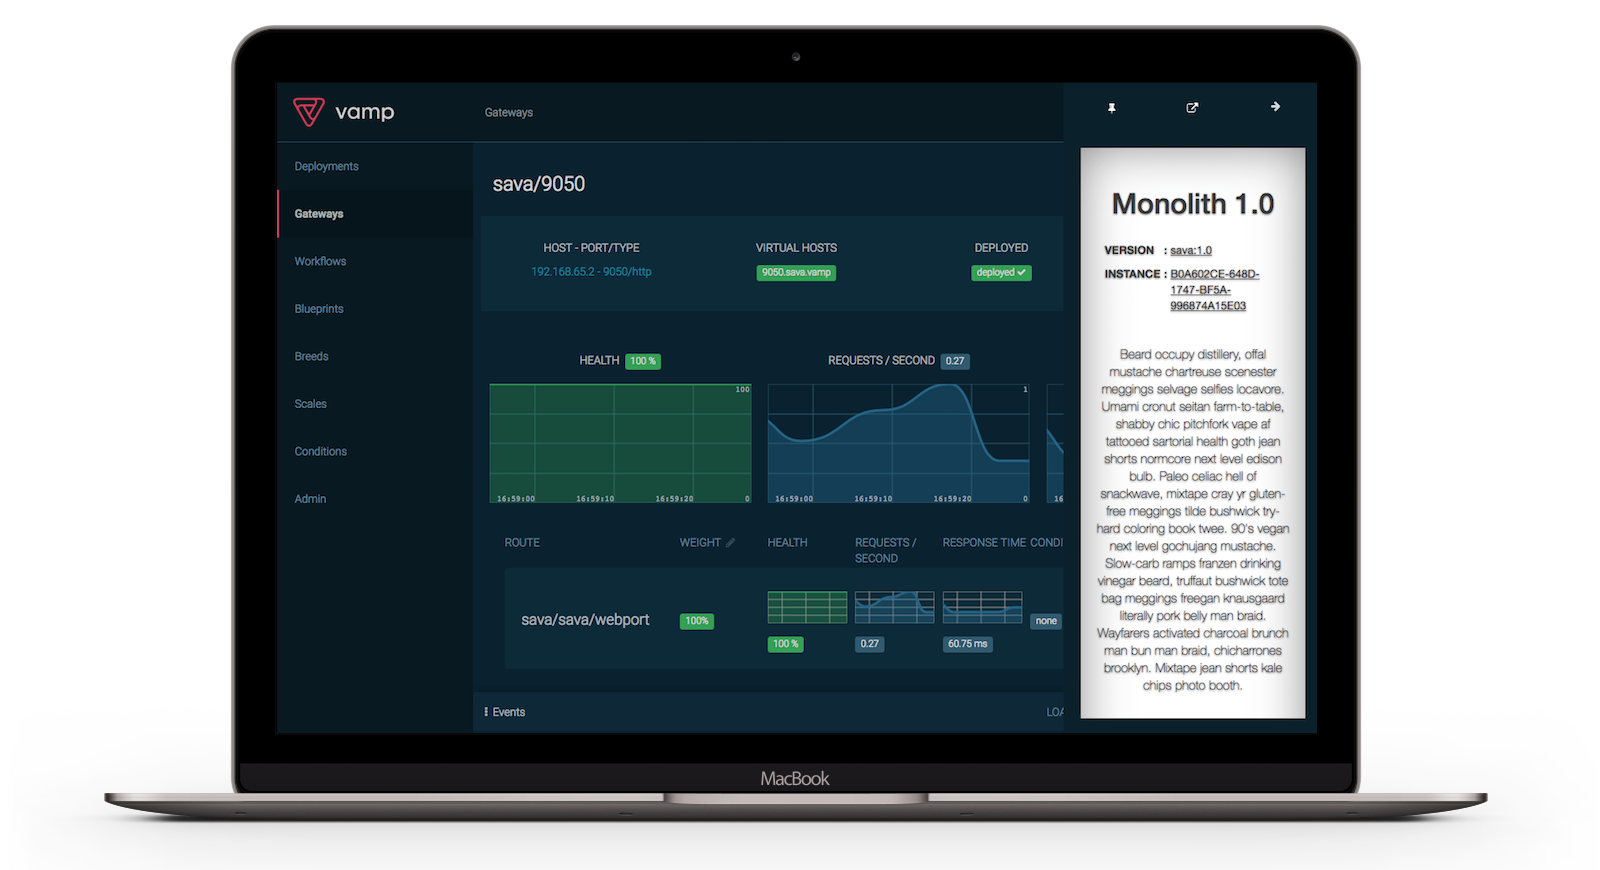 vamp
Gateways
Deployments
Gateways
Workflows
Blueprints
Breeds
Scales
Conditions
Admin
sava/9050
HOST - PORT/TYPE
192.168.65.2 - 9050/http
VIRTUAL HOSTS
9050.sava.vamp
DEPLOYED
deployed
HEALTH 100 %
100
16:59:00 16:59:10 16:59:20 0
REQUESTS / SECOND 0.27
1
16:59:00 16:59:10 16:59:20 0
16
ROUTE WEIGHT HEALTH REQUESTS / RESPONSE TIME CONDI
SECOND
sava/sava/webport 100% 100 % 0.27 60.75 ms none
Events LOA
Monolith 1.0
VERSION : sava:1.0
INSTANCE : B0A602CE-648D-
1747-BF5A-
996874A15E03
Beard occupy distillery, offal
mustache chartreuse scenester
meggings selvage selfies locavore.
Umami cronut seitan farm-to-table,
shabby chic pitchfork vape af
tattooed sartorial health goth jean
shorts normcore next level edison
bulb. Paleo celiac hell of
snackwave, mixtape cray yr gluten-
free meggings tilde bushwick try-
hard coloring book twee. 90's vegan
next level gochujang mustache.
Slow-carb ramps franzen drinking
vinegar beard, truffaut bushwick tote
bag meggings freegan knausgaard
literally pork belly man braid.
Wayfarers activated charcoal brunch
man bun man braid, chicharrones
brooklyn. Mixtape jean shorts kale
chips photo booth.
MacBook